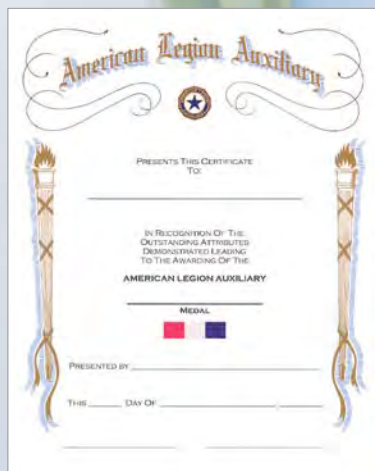 American Legion Auxiliary
PRESENTS THIS CERTIFICATE
TO:
IN RECOGNITION OF THE
OUTSTANDING ATTRIBUTES
DEMONSTRATED LEADING
TO THE AWARDING OF THE
AMERICAN LEGION AUXILIARY
MEDAL
PRESENTED BY
THIS DAY OF